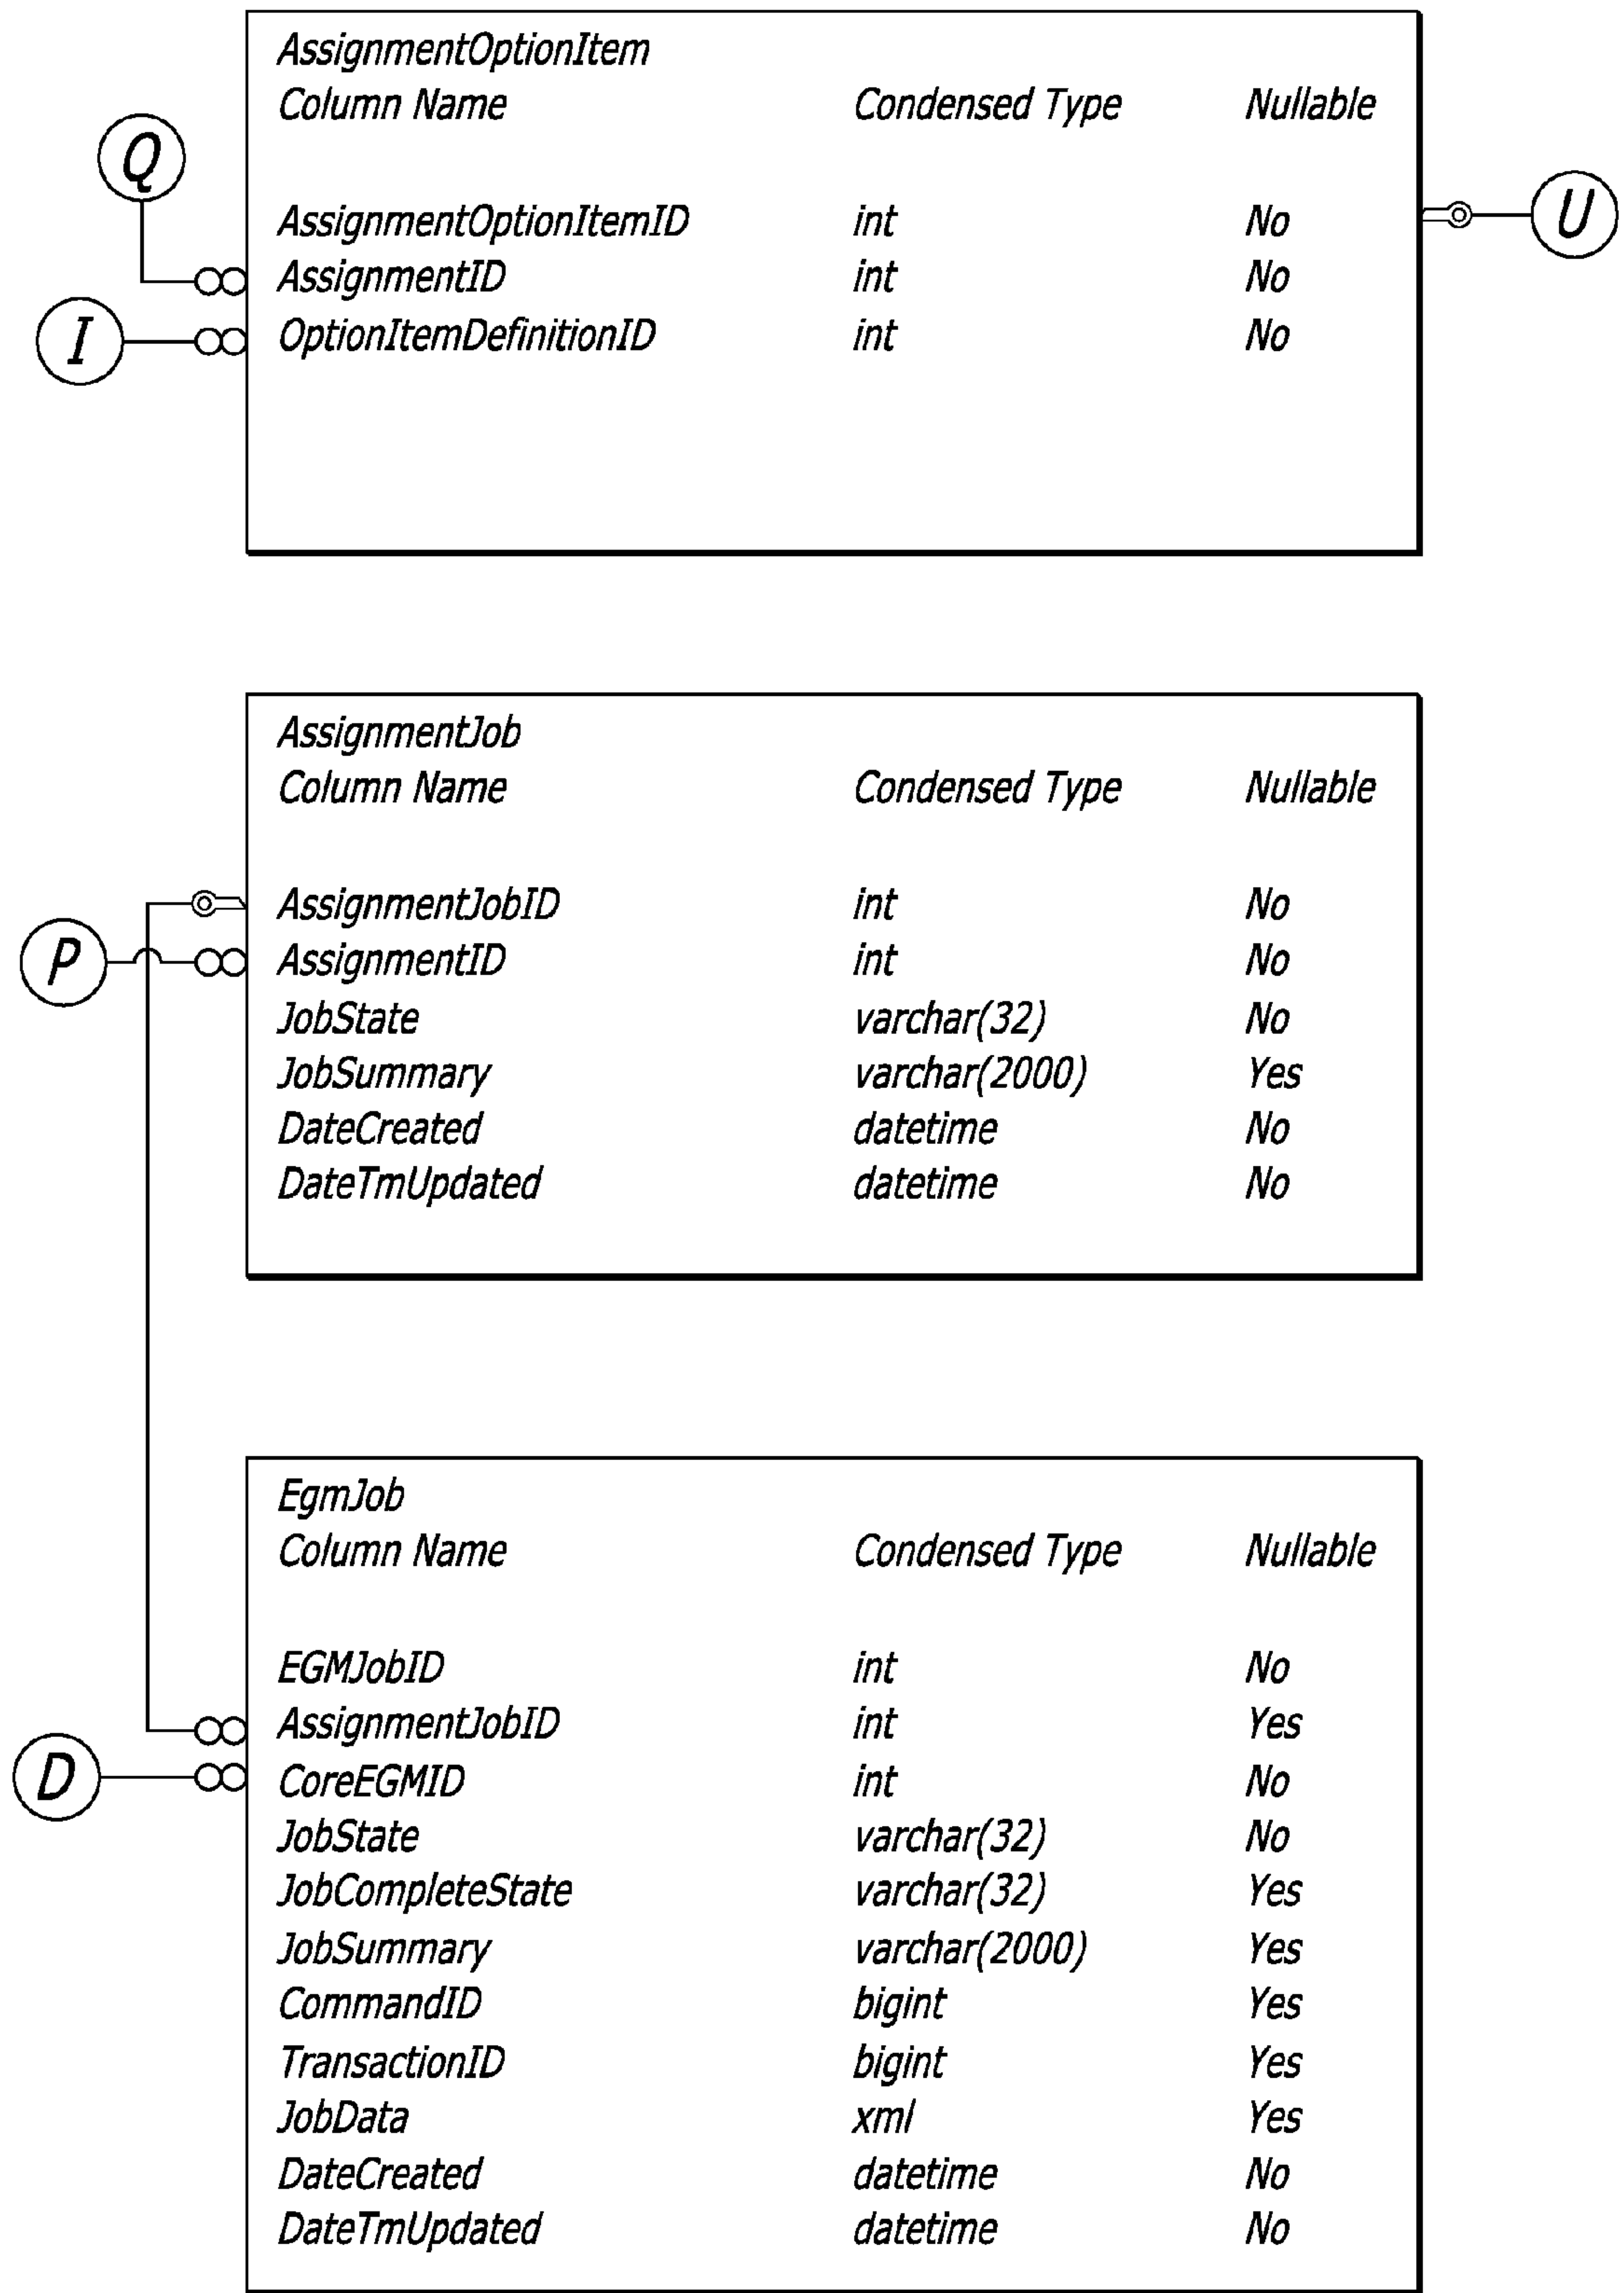 AssignmentOptionItem
Column Name Condensed Type Nullable
Q
AssignmentOptionItemID int No
U
AssignmentID int No
I OptionItemDefinitionID int No
AssignmentJob
Column Name Condensed Type Nullable
AssignmentJobID int No
P AssignmentID int No
JobState varchar(32) No
JobSummary varchar(2000) Yes
DateCreated datetime No
DateTmUpdated datetime No
EgmJob
Column Name Condensed Type Nullable
EGMJobID int No
AssignmentJobID int Yes
D CoreEGMID int No
JobState varchar(32) No
JobCompleteState varchar(32) Yes
JobSummary varchar(2000) Yes
CommandID bigint Yes
TransactionID bigint Yes
JobData xml Yes
DateCreated datetime No
DateTmUpdated datetime No